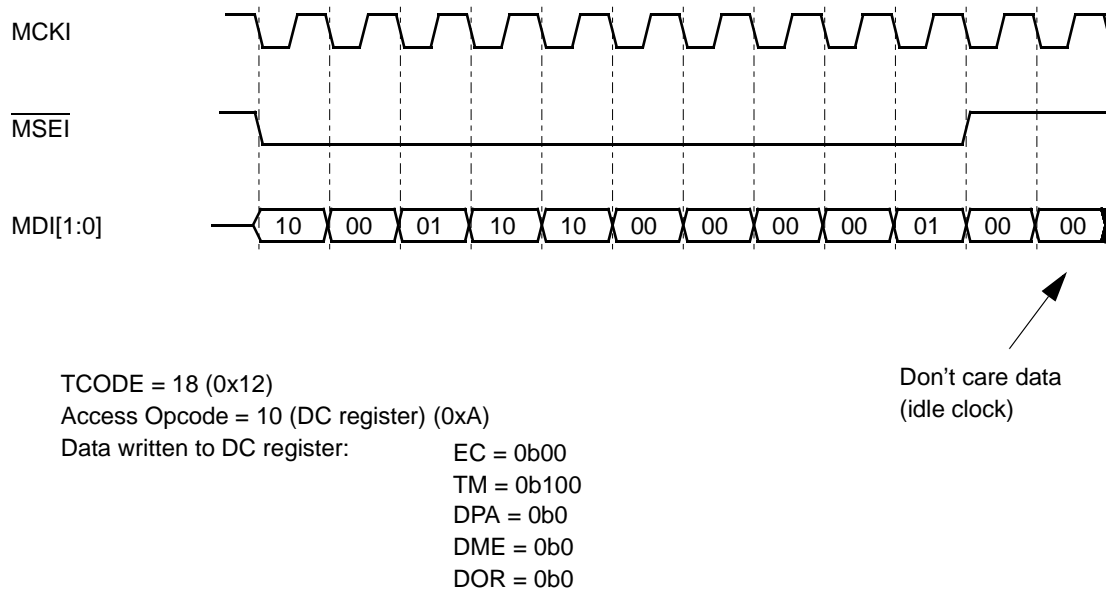 MCKI
MSEI
MDI[1:0]
10 00 01 10 10 00 00 00 00 01 00 00
Don't care data
(idle clock)
TCODE = 18 (0x12)
Access Opcode = 10 (DC register) (0xA)
Data written to DC register:
EC = 0b00
TM = 0b100
DPA = 0b0
DME = 0b0
DOR = 0b0